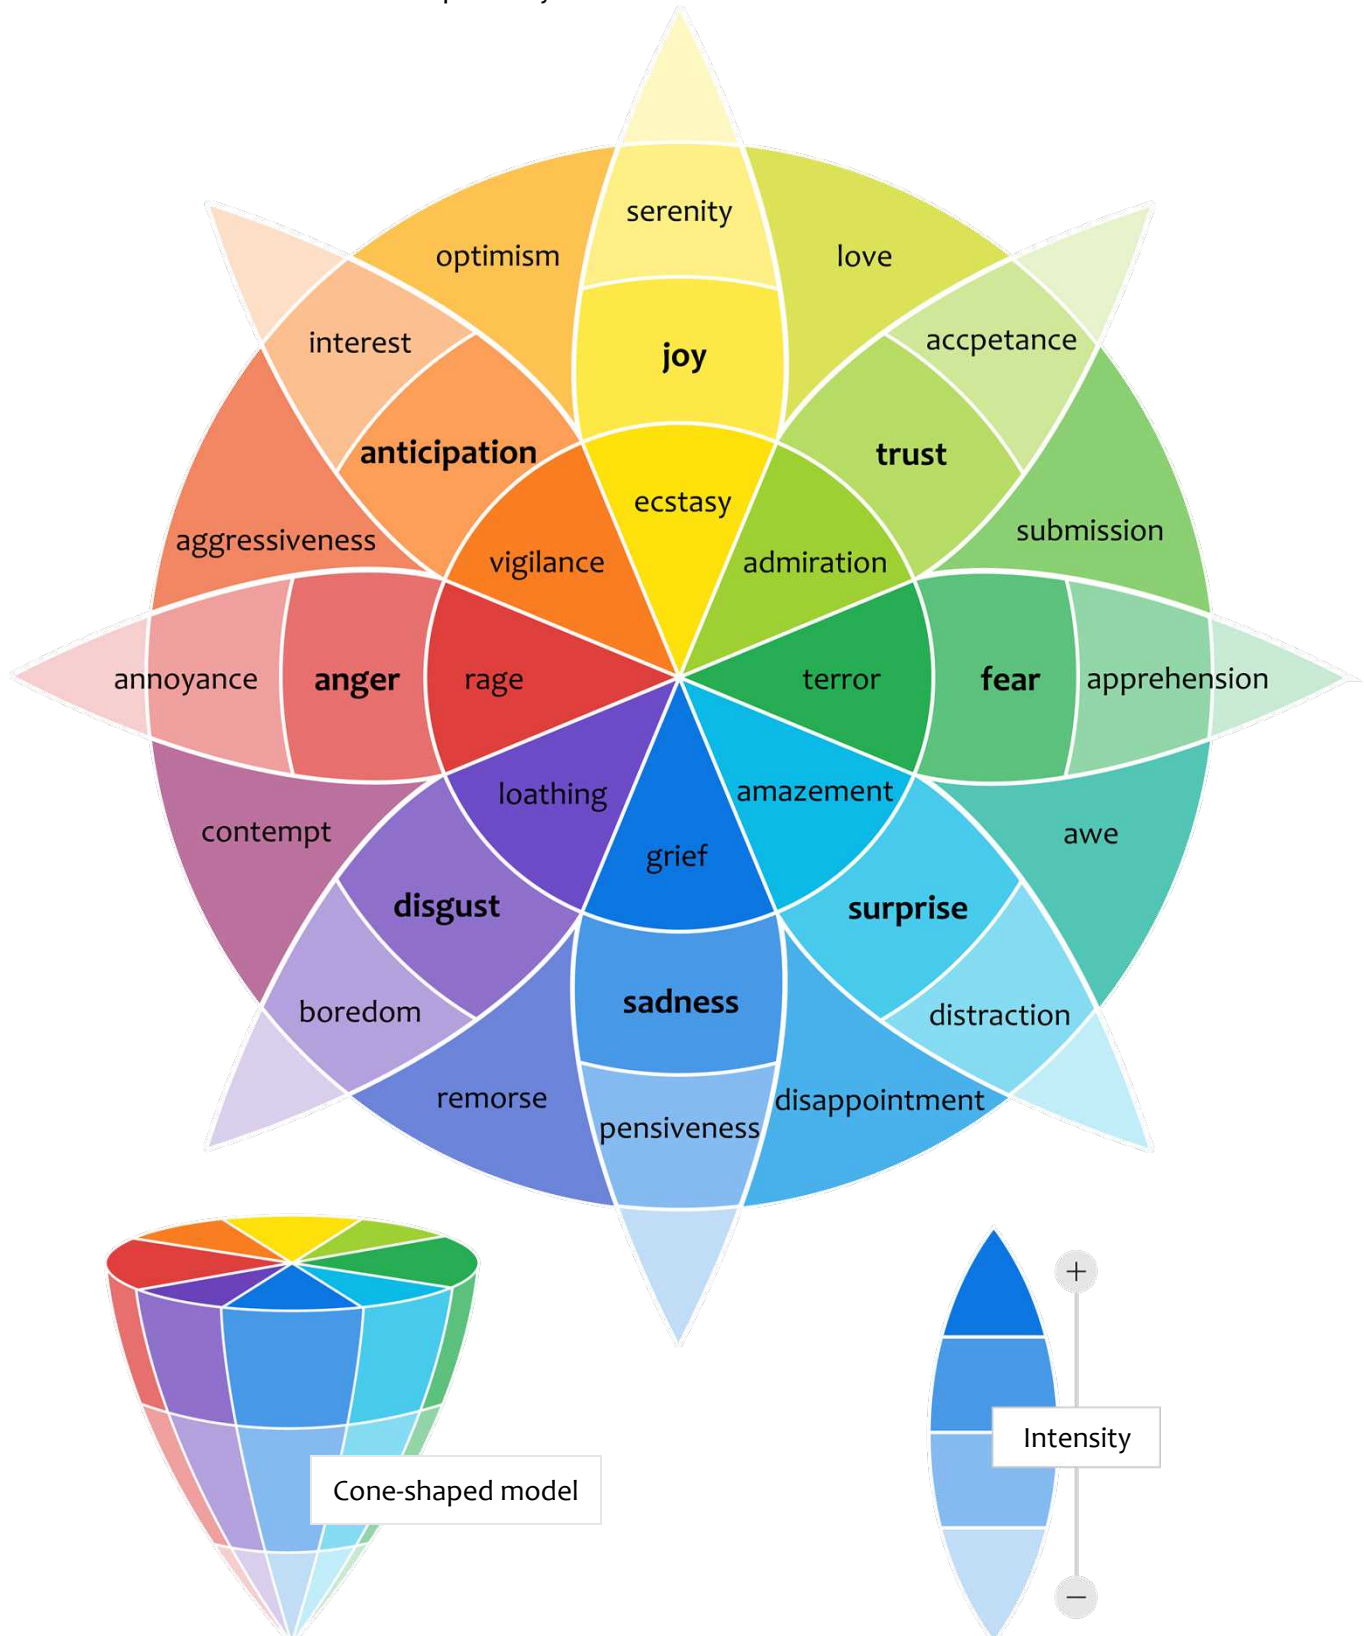 serenity
optimism
love
interest
accpetance
joy
anticipation
trust
ecstasy
aggressiveness
submission
vigilance
admiration
annoyance
anger
rage
terror
fear
apprehension
loathing
amazement
contempt
awe
grief
disgust
surprise
boredom
sadness
distraction
remorse
disappointment
pensiveness
+
Intensity
Cone-shaped model
−